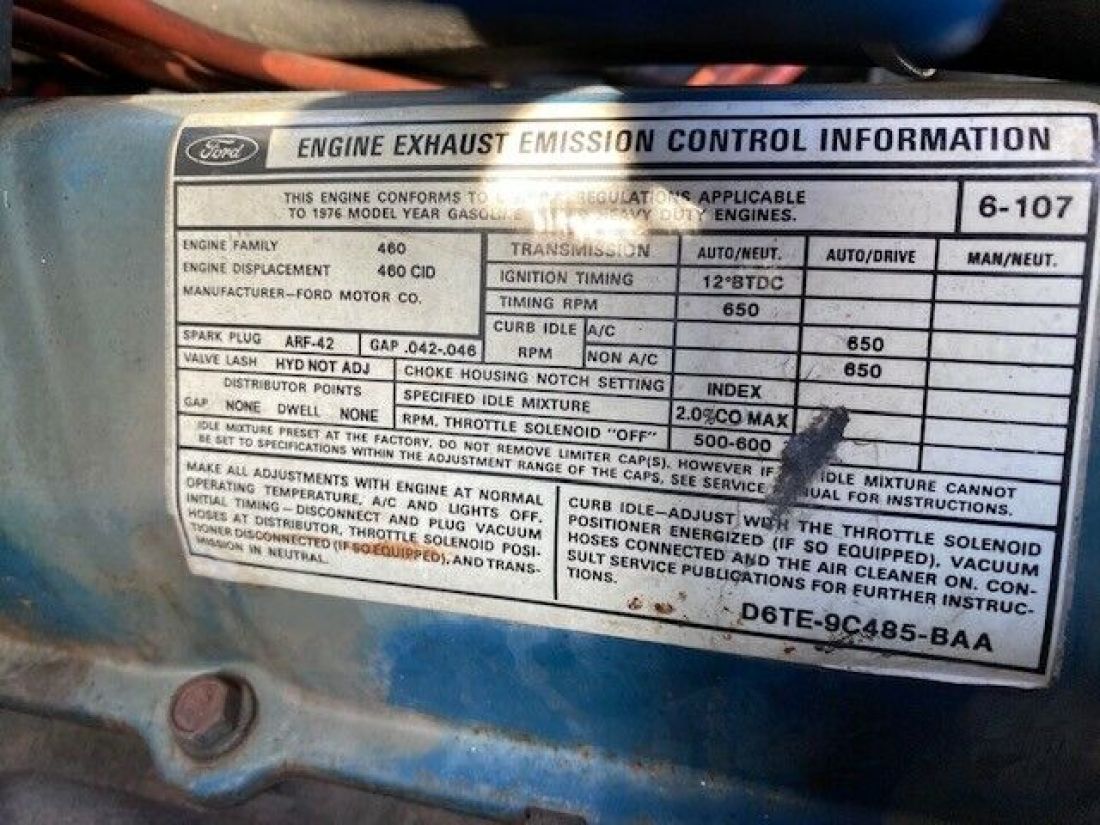 Ford ENGINE EXHAUST EMISSION CONTROL INFORMATION
THIS ENGINE CONFORMS TO REGULATIONS APPLICABLE
TO 1976 MODEL YEAR HEAVY DUTY ENGINES.
6-107
ENGINE FAMILY 460
ENGINE DISPLACEMENT 460 CID
MANUFACTURER-FORD MOTOR CO.
SPARK PLUG ARF-42 GAP .042-.046
VALVE LASH HYD NOT ADJ
DISTRIBUTOR POINTS
GAP NONE DWELL NONE
TRANSMISSION AUTO/NEUT. AUTO/DRIVE MAN/NEUT.
IGNITION TIMING 12°BTDC
TIMING RPM 650
CURB IDLE RPM A/C 650
NON A/C 650
CHOKE HOUSING NOTCH SETTING INDEX
SPECIFIED IDLE MIXTURE 2.0%CO MAX
RPM, THROTTLE SOLENOID "OFF" 500-600
IDLE MIXTURE PRESET AT THE FACTORY. DO NOT REMOVE LIMITER CAP(S). HOWEVER IF IDLE MIXTURE CANNOT
BE SET TO SPECIFICATIONS WITHIN THE ADJUSTMENT RANGE OF THE CAPS, SEE SERVICE FOR INSTRUCTIONS.
MAKE ALL ADJUSTMENTS WITH ENGINE AT NORMAL
OPERATING TEMPERATURE, A/C AND LIGHTS OFF.
INITIAL TIMING-DISCONNECT AND PLUG VACUUM
HOSES AT DISTRIBUTOR, THROTTLE SOLENOID POSI-
TIONER DISCONNECTED (IF SO EQUIPPED), AND TRANS-
MISSION IN NEUTRAL.
CURB IDLE-ADJUST WITH THE THROTTLE SOLENOID
POSITIONER ENERGIZED (IF SO EQUIPPED), VACUUM
HOSES CONNECTED AND THE AIR CLEANER ON. CON-
SULT SERVICE PUBLICATIONS FOR FURTHER INSTRUC-
TIONS.
D6TE-9C485-BAA